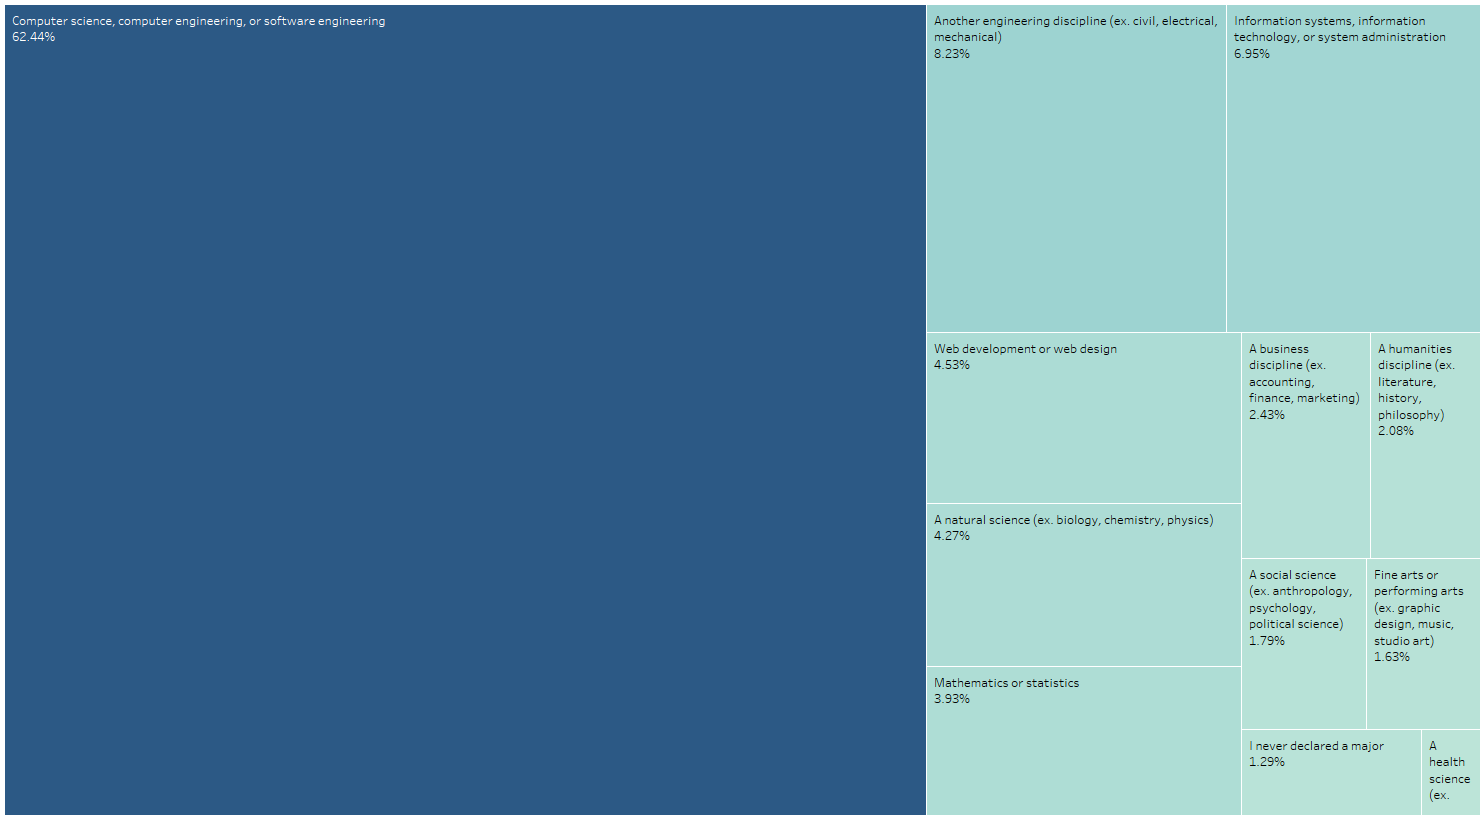 Computer science, computer engineering, or software engineering
62.44%
Another engineering discipline (ex. civil, electrical,
mechanical)
8.23%
Information systems, information
technology, or system administration
6.95%
Web development or web design
4.53%
A natural science (ex. biology, chemistry, physics)
4.27%
Mathematics or statistics
3.93%
A business
discipline (ex.
accounting,
finance, marketing)
2.43%
A humanities
discipline (ex.
literature,
history,
philosophy)
2.08%
A social science
(ex. anthropology,
psychology,
political science)
1.79%
Fine arts or
performing arts
(ex. graphic
design, music,
studio art)
1.63%
I never declared a major
1.29%
A
health
science
(ex.